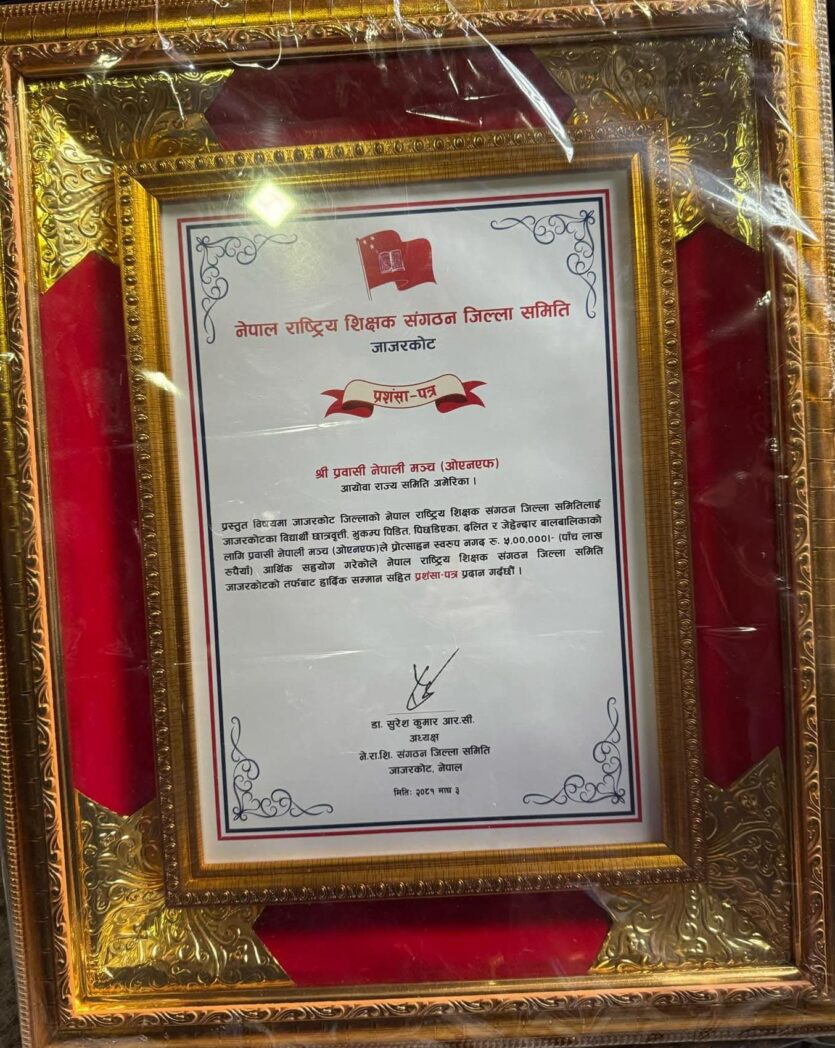 नेपाल राष्ट्रिय शिक्षक संगठन जिल्ला समिति
जाजरकोट
प्रशंसा-पत्र
श्री प्रवासी नेपाली मञ्च (ओएनएफ)
आयोवा राज्य समिति अमेरिका ।
प्रस्तुत विषयमा जाजरकोट जिल्लाको नेपाल राष्ट्रिय शिक्षक संगठन जिल्ला समितिलाई
जाजरकोटका विद्यार्थी छात्रवृत्ती, भुकम्प पिडित, पिछडिएका, दलित र जेहेन्दार बालबालिकाको
लागि प्रवासी नेपाली मञ्च (ओएनएफ)ले प्रोत्साहन स्वरुप नगद रु. ५,00,000।- (पाँच लाख
रुपैयाँ) आर्थिक सहयोग गरेकोले नेपाल राष्ट्रिय शिक्षक संगठन जिल्ला समिति
जाजरकोटको तर्फबाट हार्दिक सम्मान सहित प्रशंसा-पत्र प्रदान गर्दछौं ।
डा. सुरेश कुमार आर.सी.
अध्यक्ष
ने.रा.शि. संगठन जिल्ला समिति
जाजरकोट, नेपाल
मितिः २०८१ माघ ३